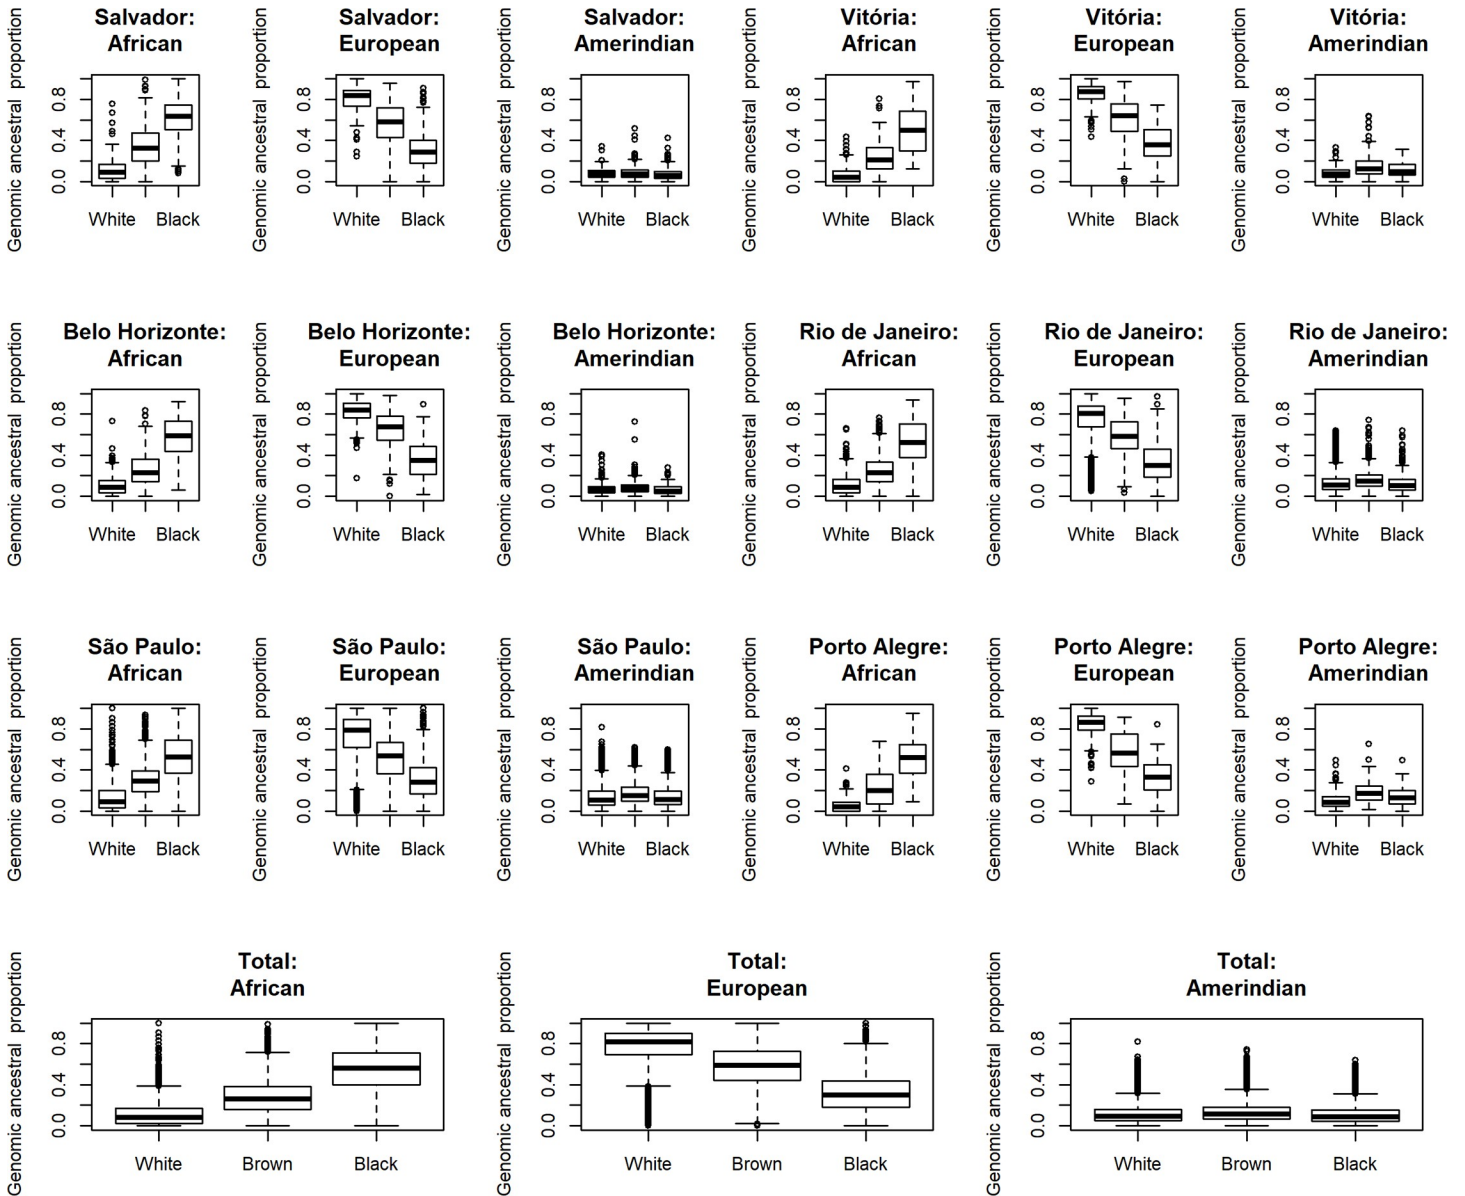 Salvador:
African
Genomic ancestral proportion
0.0 0.4 0.8
White Black
Salvador:
European
Genomic ancestral proportion
0.0 0.4 0.8
White Black
Salvador:
Amerindian
Genomic ancestral proportion
0.0 0.4 0.8
White Black
Vitória:
African
Genomic ancestral proportion
0.0 0.4 0.8
White Black
Vitória:
European
Genomic ancestral proportion
0.0 0.4 0.8
White Black
Vitória:
Amerindian
Genomic ancestral proportion
0.0 0.4 0.8
White Black
Belo Horizonte:
African
Genomic ancestral proportion
0.0 0.4 0.8
White Black
Belo Horizonte:
European
Genomic ancestral proportion
0.0 0.4 0.8
White Black
Belo Horizonte:
Amerindian
Genomic ancestral proportion
0.0 0.4 0.8
White Black
Rio de Janeiro:
African
Genomic ancestral proportion
0.0 0.4 0.8
White Black
Rio de Janeiro:
European
Genomic ancestral proportion
0.0 0.4 0.8
White Black
Rio de Janeiro:
Amerindian
Genomic ancestral proportion
0.0 0.4 0.8
White Black
São Paulo:
African
Genomic ancestral proportion
0.0 0.4 0.8
White Black
São Paulo:
European
Genomic ancestral proportion
0.0 0.4 0.8
White Black
São Paulo:
Amerindian
Genomic ancestral proportion
0.0 0.4 0.8
White Black
Porto Alegre:
African
Genomic ancestral proportion
0.0 0.4 0.8
White Black
Porto Alegre:
European
Genomic ancestral proportion
0.0 0.4 0.8
White Black
Porto Alegre:
Amerindian
Genomic ancestral proportion
0.0 0.4 0.8
White Black
Total:
African
Genomic ancestral proportion
0.0 0.4 0.8
White Brown Black
Total:
European
Genomic ancestral proportion
0.0 0.4 0.8
White Brown Black
Total:
Amerindian
Genomic ancestral proportion
0.0 0.4 0.8
White Brown Black